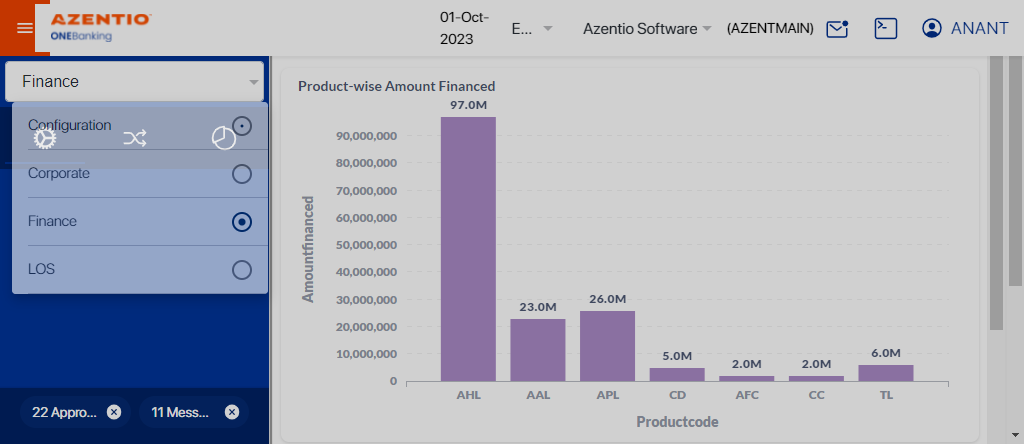 AZENTIO
ONEBanking
01-Oct-
2023
E...
Azentio Software
(AZENTMAIN)
ANANT
Finance
Configuration
Corporate
Finance
LOS
22 Appro...
11 Mess...
Product-wise Amount Financed
97.0M
90,000,000
80,000,000
70,000,000
60,000,000
50,000,000
40,000,000
30,000,000
20,000,000
10,000,000
0
Amountfinanced
23.0M
26.0M
5.0M
2.0M
2.0M
6.0M
AHL
AAL
APL
CD
AFC
CC
TL
Productcode